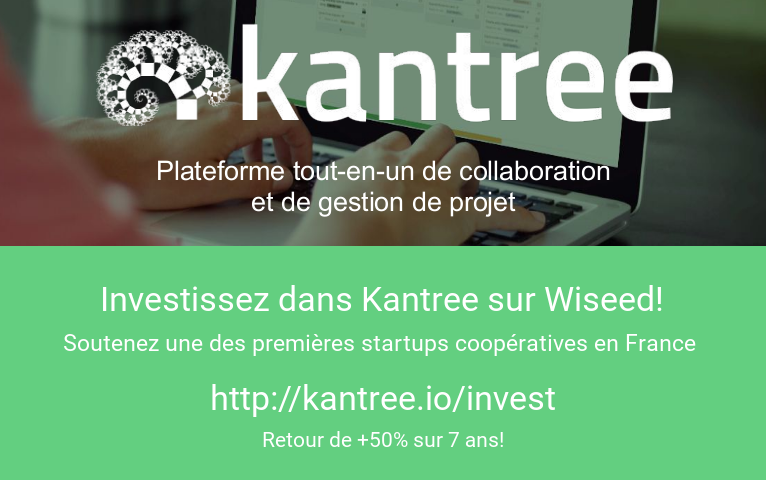 kantree
Plateforme tout-en-un de collaboration
et de gestion de projet
Investissez dans Kantree sur Wiseed!
Soutenez une des premières startups coopératives en France
http://kantree.io/invest
Retour de +50% sur 7 ans!